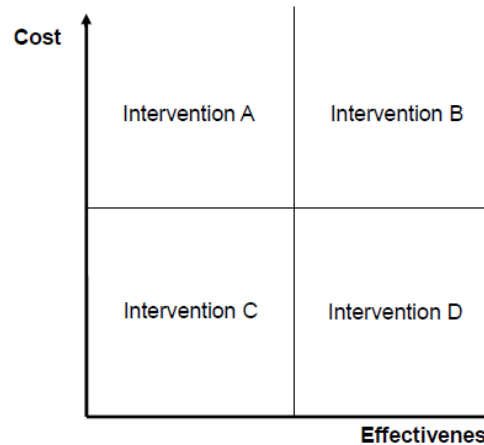 Cost
Intervention A
Intervention B
Intervention C
Intervention D
Effectivenes